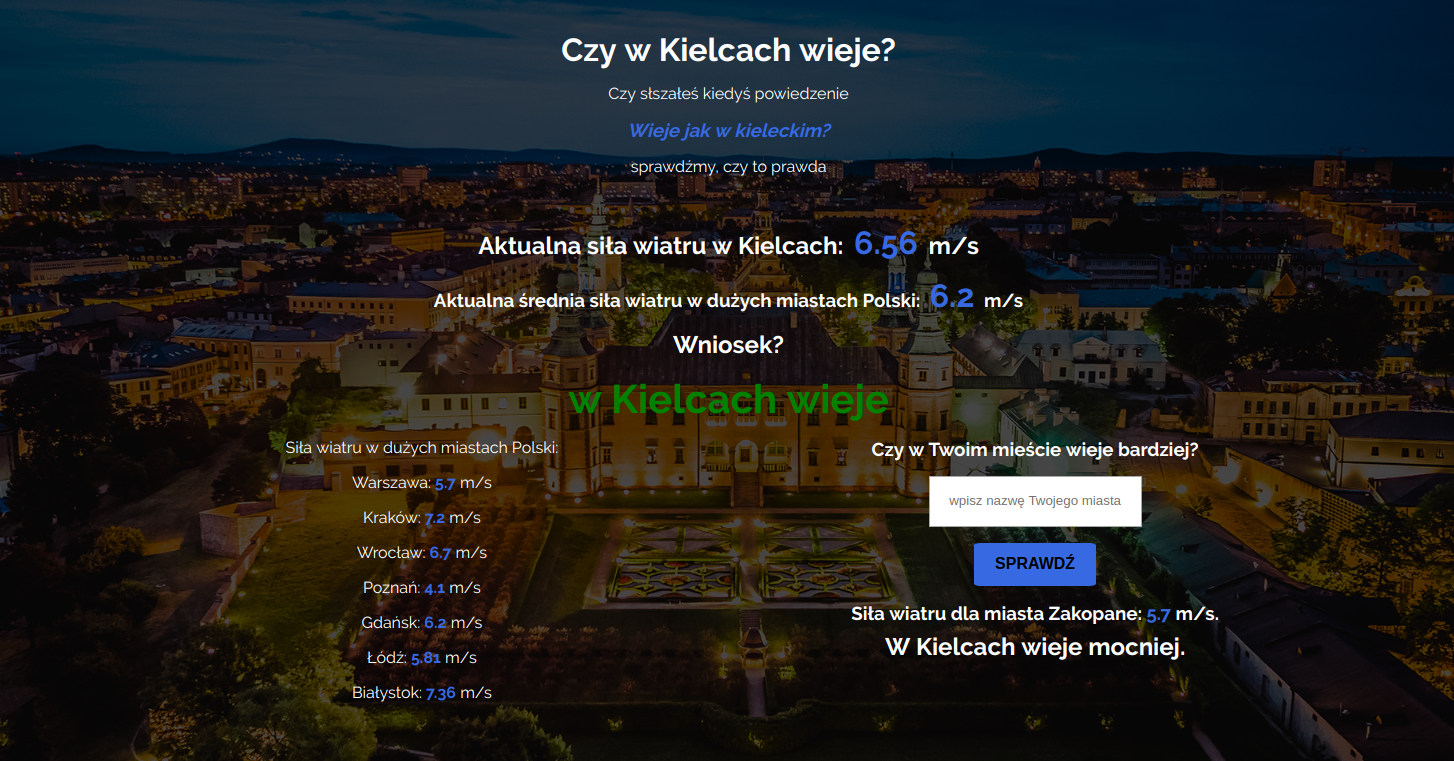 Czy w Kielcach wieje?
Czy słszałeś kiedyś powiedzenie
Wieje jak w kieleckim?
sprawdźmy, czy to prawda
Aktualna siła wiatru w Kielcach: 6.56 m/s
Aktualna średnia siła wiatru w dużych miastach Polski: 6.2 m/s
Wniosek?
w Kielcach wieje
Siła wiatru w dużych miastach Polski:
Warszawa: 5.7 m/s
Kraków: 7.2 m/s
Wrocław: 6.7 m/s
Poznań: 4.1 m/s
Gdańsk: 6.2 m/s
Łódź: 5.81 m/s
Białystok: 7.36 m/s
Czy w Twoim mieście wieje bardziej?
wpisz nazwę Twojego miasta
SPRAWDŹ
Siła wiatru dla miasta Zakopane: 5.7 m/s.
W Kielcach wieje mocniej.